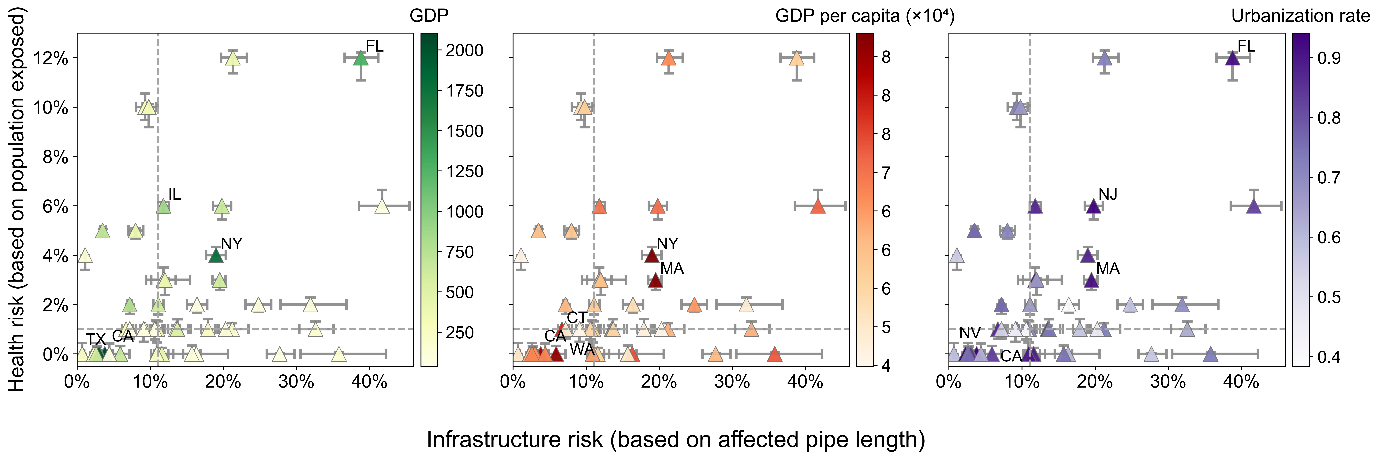 GDP
GDP per capita (×10⁴)
Urbanization rate
Health risk (based on population exposed)
12%
10%
8%
6%
4%
2%
0%
0%
10%
20%
30%
40%
FL
IL
NY
TX
CA
2000
1750
1500
1250
1000
750
500
250
0%
10%
20%
30%
40%
NY
MA
CT
CA
WA
8
8
7
6
6
5
4
0%
10%
20%
30%
40%
FL
NJ
MA
NV
CA
0.9
0.8
0.7
0.6
0.5
0.4
Infrastructure risk (based on affected pipe length)